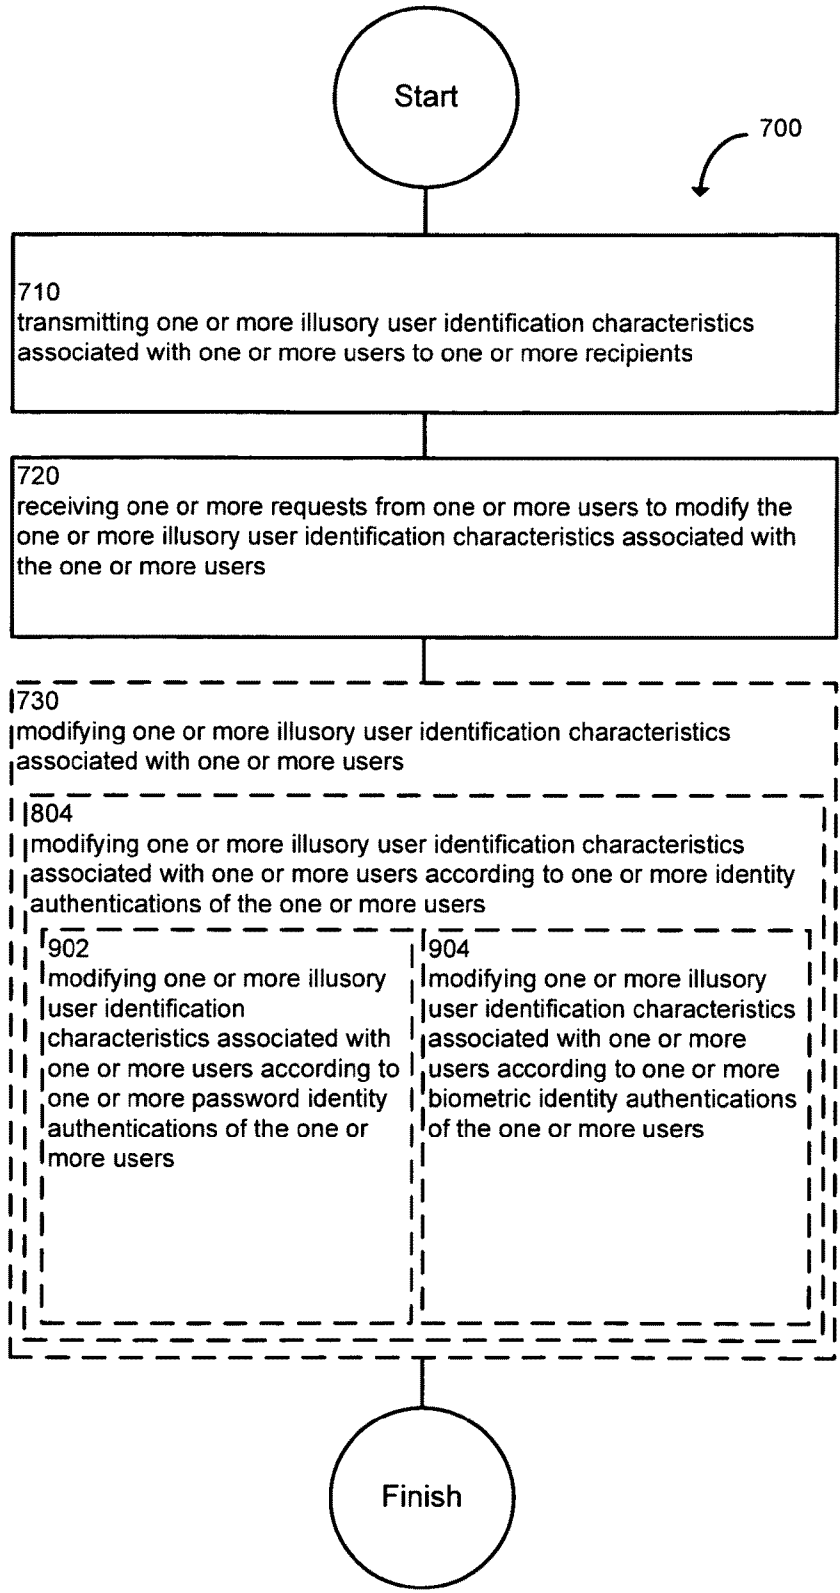 Start
700
710
transmitting one or more illusory user identification characteristics
associated with one or more users to one or more recipients
720
receiving one or more requests from one or more users to modify the
one or more illusory user identification characteristics associated with
the one or more users
730
modifying one or more illusory user identification characteristics
associated with one or more users
804
modifying one or more illusory user identification characteristics
associated with one or more users according to one or more identity
authentications of the one or more users
902
modifying one or more illusory
user identification
characteristics associated with
one or more users according to
one or more password identity
authentications of the one or
more users
904
modifying one or more illusory
user identification characteristics
associated with one or more
users according to one or more
biometric identity authentications
of the one or more users
Finish